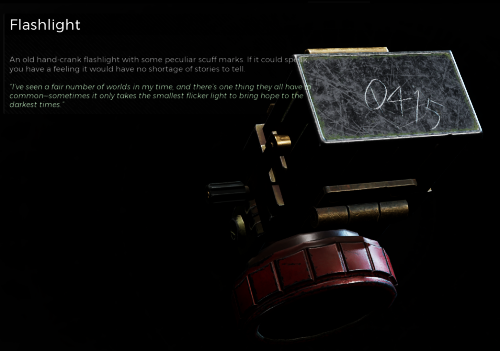 Flashlight
An old hand-crank flashlight with some peculiar scuff marks. If it could speak
you have a feeling it would have no shortage of stories to tell.
"I've seen a fair number of worlds in my time, and there's one thing they all have in
common—sometimes it only takes the smallest flicker light to bring hope to the
darkest times."
0415